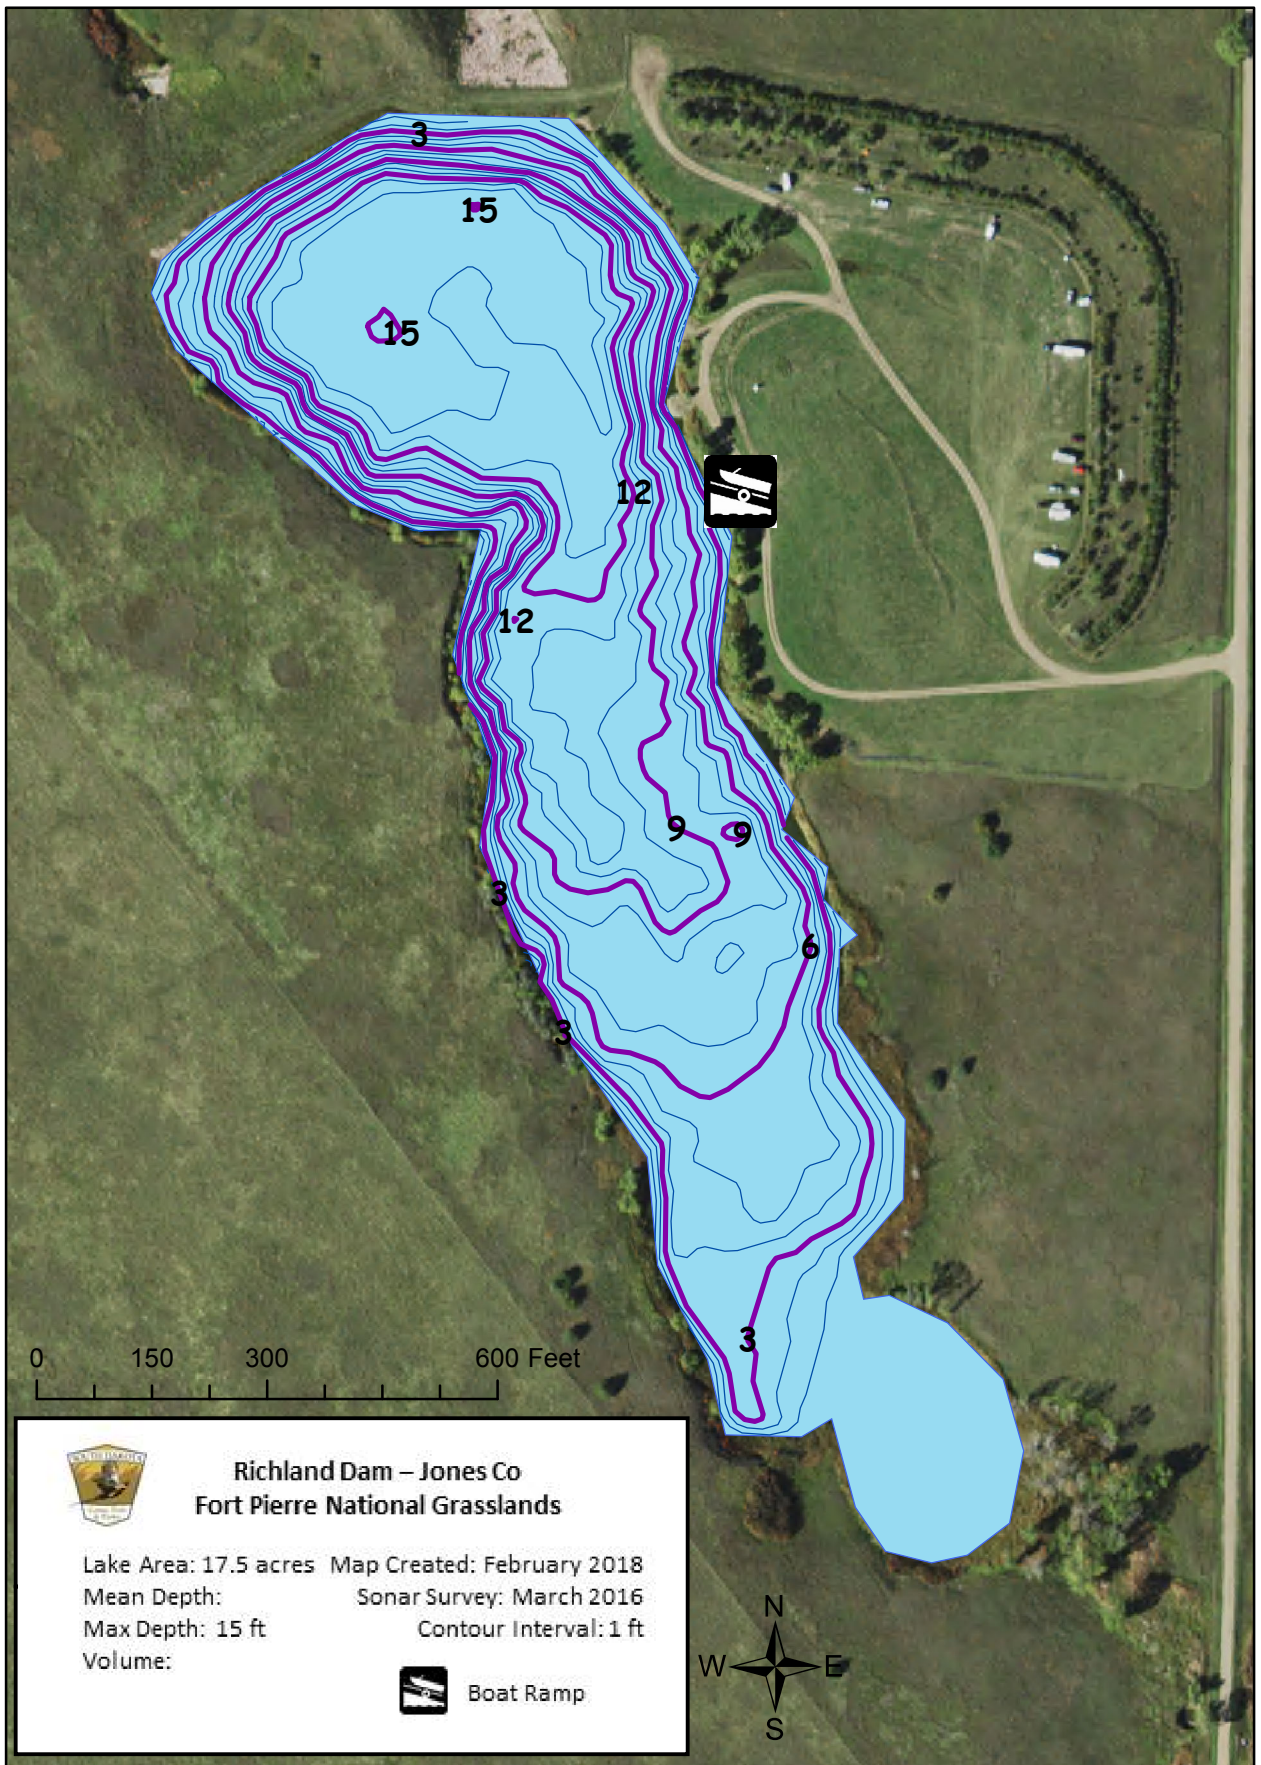 3
15
15
12
12
9
9
3
6
3
3
0 150 300 600 Feet
Richland Dam – Jones Co
Fort Pierre National Grasslands
Lake Area: 17.5 acres Map Created: February 2018
Mean Depth: Sonar Survey: March 2016
Max Depth: 15 ft Contour Interval: 1 ft
Volume:
Boat Ramp
N
W E
S